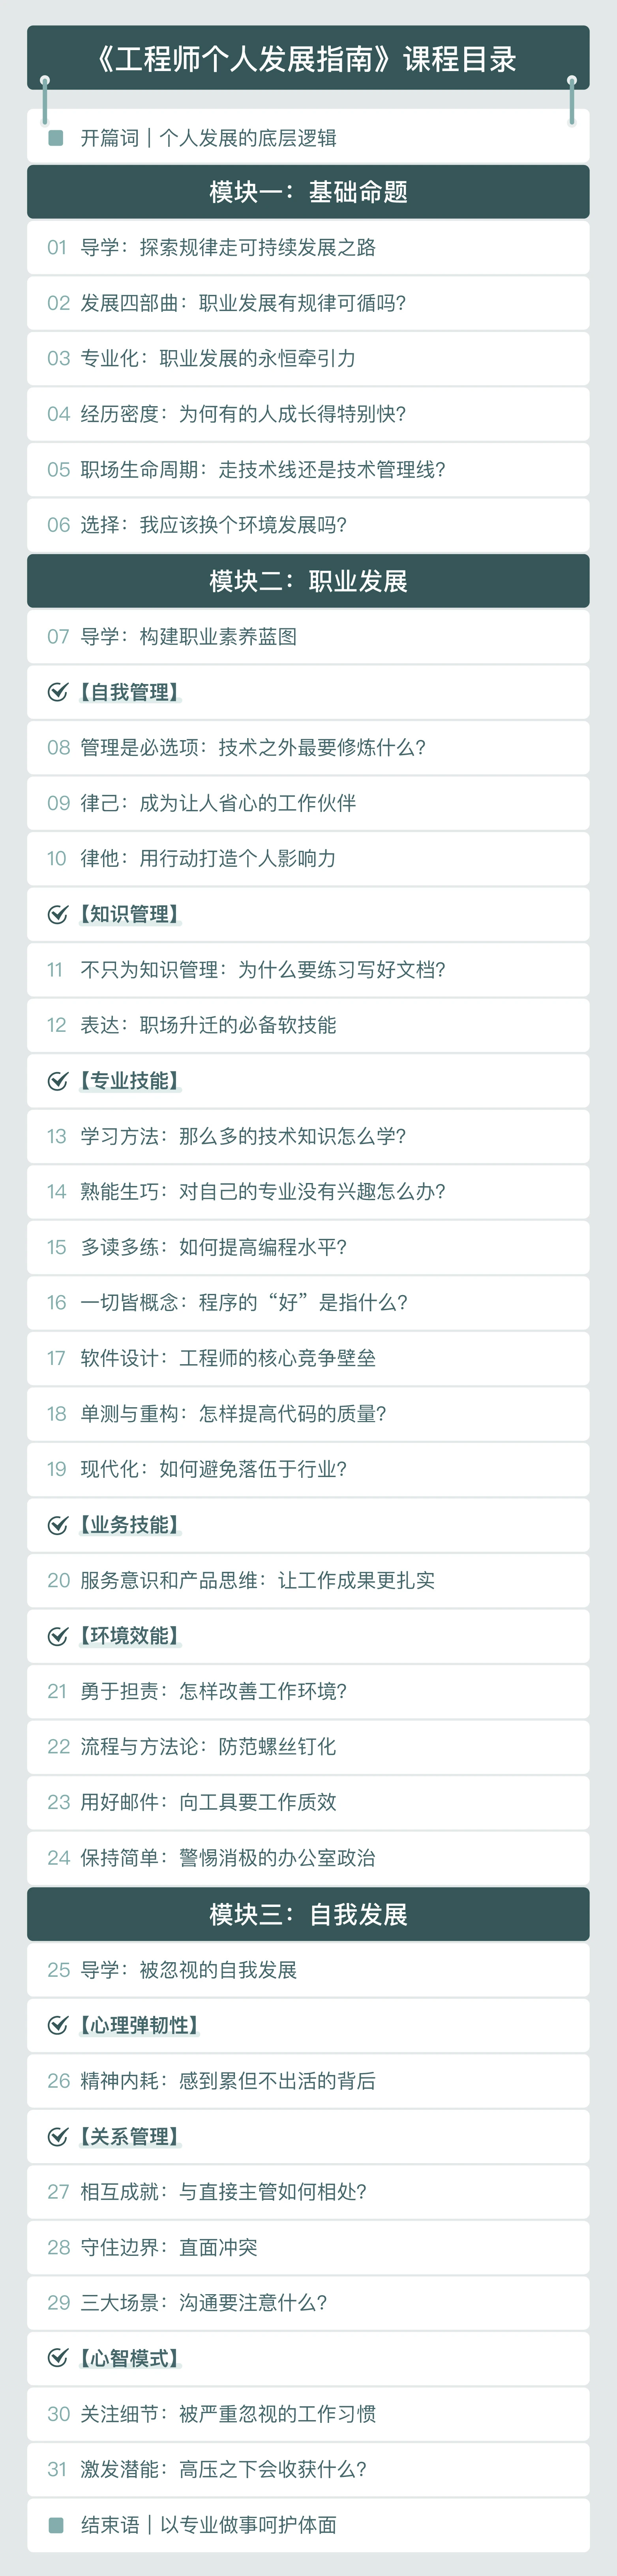 《工程师个人发展指南》课程目录
开篇词｜个人发展的底层逻辑
模块一：基础命题
01 导学：探索规律走可持续发展之路
02 发展四部曲：职业发展有规律可循吗？
03 专业化：职业发展的永恒牵引力
04 经历密度：为何有的人成长得特别快？
05 职场生命周期：走技术线还是技术管理线？
06 选择：我应该换个环境发展吗？
模块二：职业发展
07 导学：构建职业素养蓝图
【自我管理】
08 管理是必选项：技术之外最要修炼什么？
09 律己：成为让人省心的工作伙伴
10 律他：用行动打造个人影响力
【知识管理】
11 不只为知识管理：为什么要练习写好文档？
12 表达：职场升迁的必备软技能
【专业技能】
13 学习方法：那么多的技术知识怎么学？
14 熟能生巧：对自己的专业没有兴趣怎么办？
15 多读多练：如何提高编程水平？
16 一切皆概念：程序的“好”是指什么？
17 软件设计：工程师的核心竞争壁垒
18 单测与重构：怎样提高代码的质量？
19 现代化：如何避免落伍于行业？
【业务技能】
20 服务意识和产品思维：让工作成果更扎实
【环境效能】
21 勇于担责：怎样改善工作环境？
22 流程与方法论：防范螺丝钉化
23 用好邮件：向工具要工作质效
24 保持简单：警惕消极的办公室政治
模块三：自我发展
25 导学：被忽视的自我发展
【心理弹韧性】
26 精神内耗：感到累但不出活的背后
【关系管理】
27 相互成就：与直接主管如何相处？
28 守住边界：直面冲突
29 三大场景：沟通要注意什么？
【心智模式】
30 关注细节：被严重忽视的工作习惯
31 激发潜能：高压之下会收获什么？
结束语｜以专业做事呵护体面